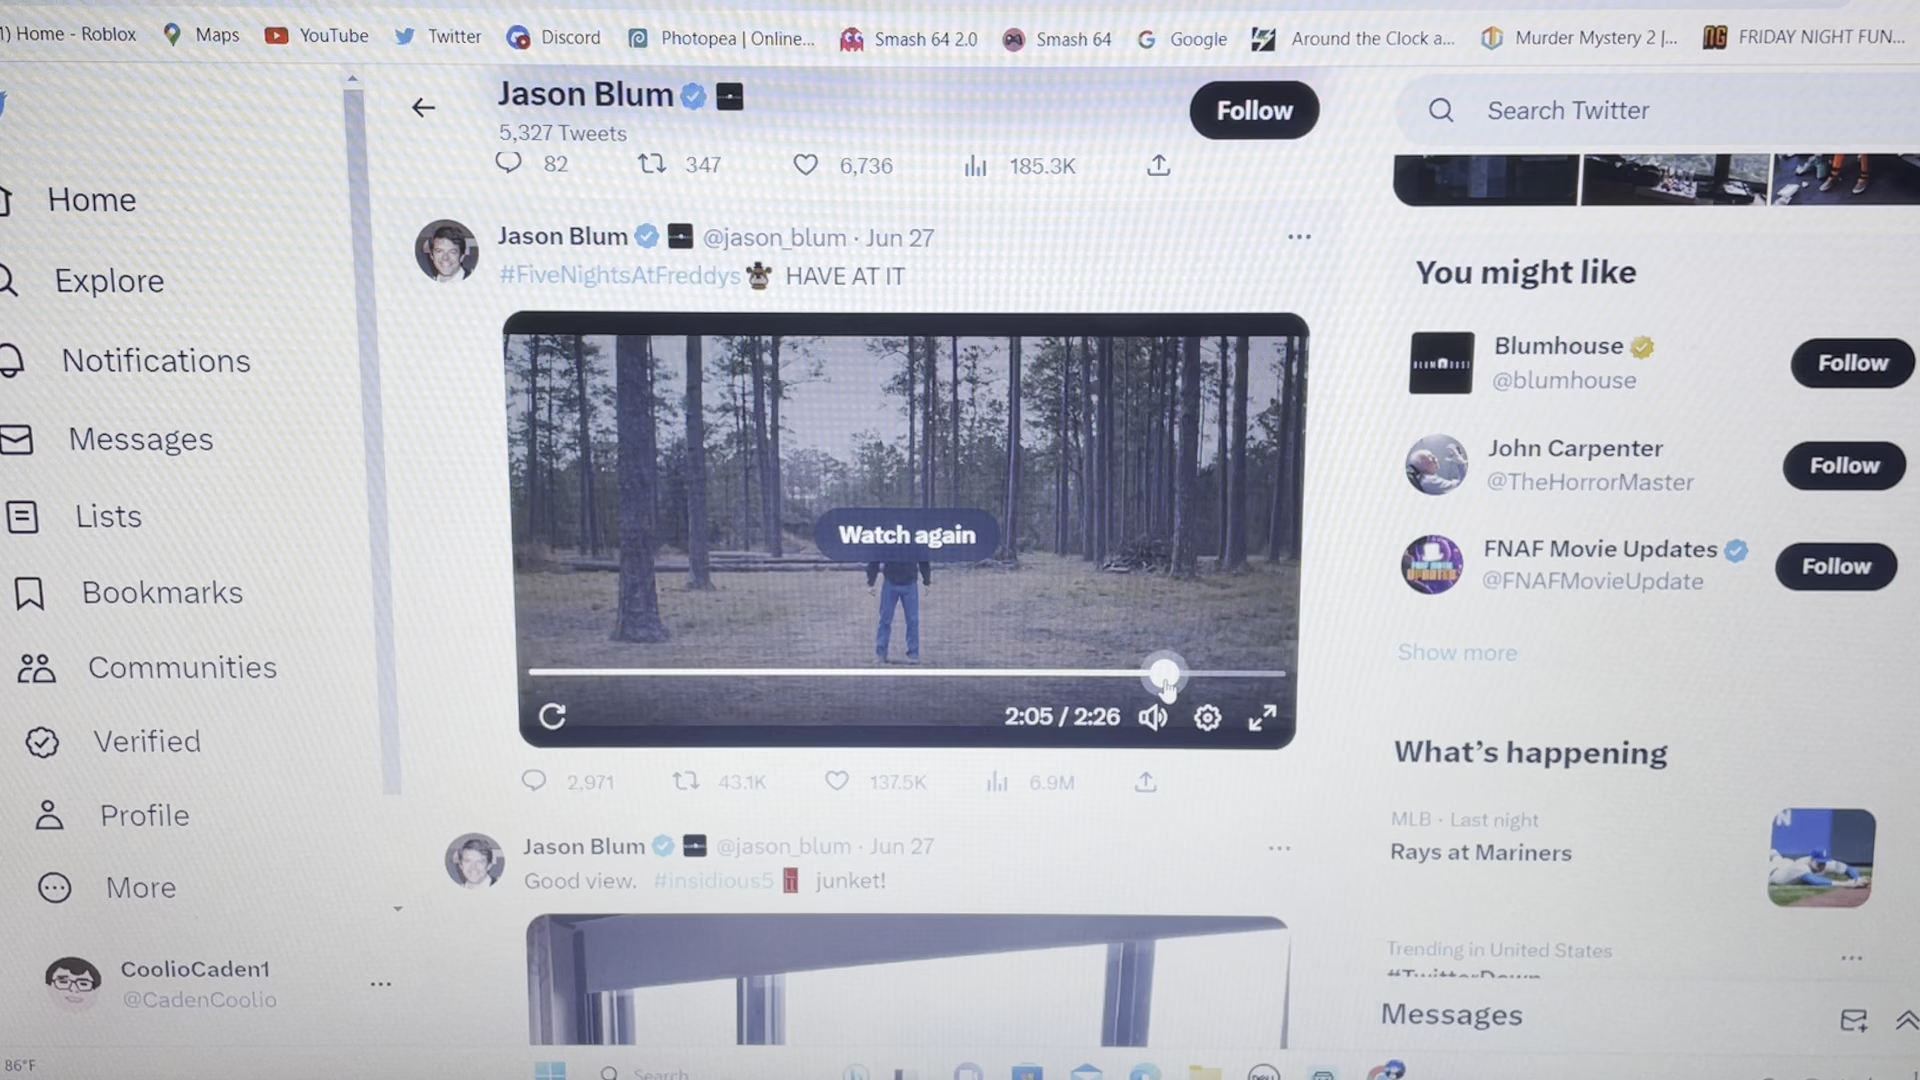 1) Home - Roblox
Maps
YouTube
Twitter
Discord
Photopea | Online...
Smash 64 2.0
Smash 64
Google
Around the Clock a...
Murder Mystery 2 |...
FRIDAY NIGHT FUN...
Jason Blum
5,327 Tweets
Follow
Search Twitter
82 347 6,736 185.3K
Home
Explore
Notifications
Messages
Lists
Bookmarks
Communities
Verified
Profile
More
CoolioCaden1
@CadenCoolio
Jason Blum @jason_blum · Jun 27
#FiveNightsAtFreddys HAVE AT IT
Watch again
2:05 / 2:26
2,971 43.1K 137.5K 6.9M
Jason Blum @jason_blum · Jun 27
Good view. #insidious5 junket!
You might like
BLUMHOUSE
Blumhouse
@blumhouse
Follow
John Carpenter
@TheHorrorMaster
Follow
FNAF Movie Updates
@FNAFMovieUpdate
Follow
Show more
What's happening
MLB · Last night
Rays at Mariners
Trending in United States
#TwitterDown
Messages
86°F
Search